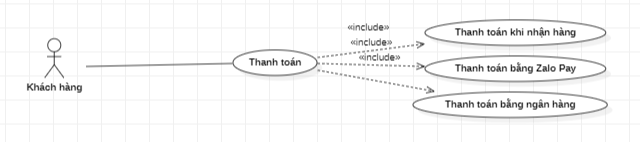 Khách hàng
Thanh toán
«include»
«include»
«include»
Thanh toán khi nhận hàng
Thanh toán bằng Zalo Pay
Thanh toán bằng ngân hàng